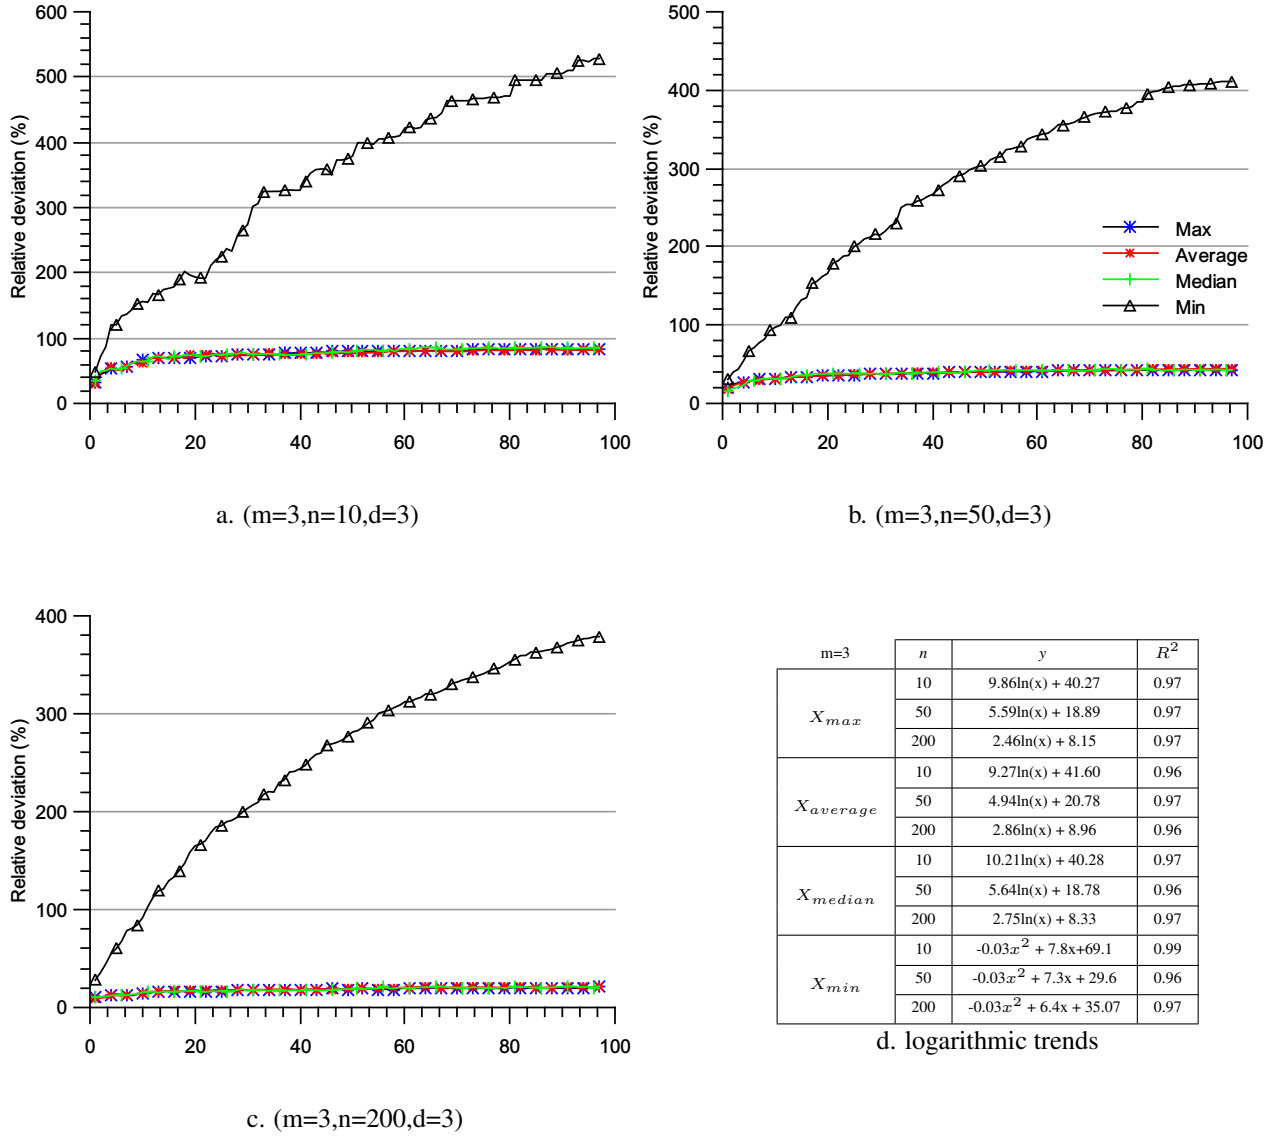 600
500
400
300
200
100
0
Relative deviation (%)
0 20 40 60 80 100
a. (m=3,n=10,d=3)
500
400
300
200
100
0
Relative deviation (%)
0 20 40 60 80 100
Max
Average
Median
Min
b. (m=3,n=50,d=3)
400
300
200
100
0
Relative deviation (%)
0 20 40 60 80 100
c. (m=3,n=200,d=3)
m=3 n y R²
X_max 10 9.86ln(x) + 40.27 0.97
50 5.59ln(x) + 18.89 0.97
200 2.46ln(x) + 8.15 0.97
X_average 10 9.27ln(x) + 41.60 0.96
50 4.94ln(x) + 20.78 0.97
200 2.86ln(x) + 8.96 0.96
X_median 10 10.21ln(x) + 40.28 0.97
50 5.64ln(x) + 18.78 0.96
200 2.75ln(x) + 8.33 0.97
X_min 10 -0.03x² + 7.8x+69.1 0.99
50 -0.03x² + 7.3x + 29.6 0.96
200 -0.03x² + 6.4x + 35.07 0.97
d. logarithmic trends